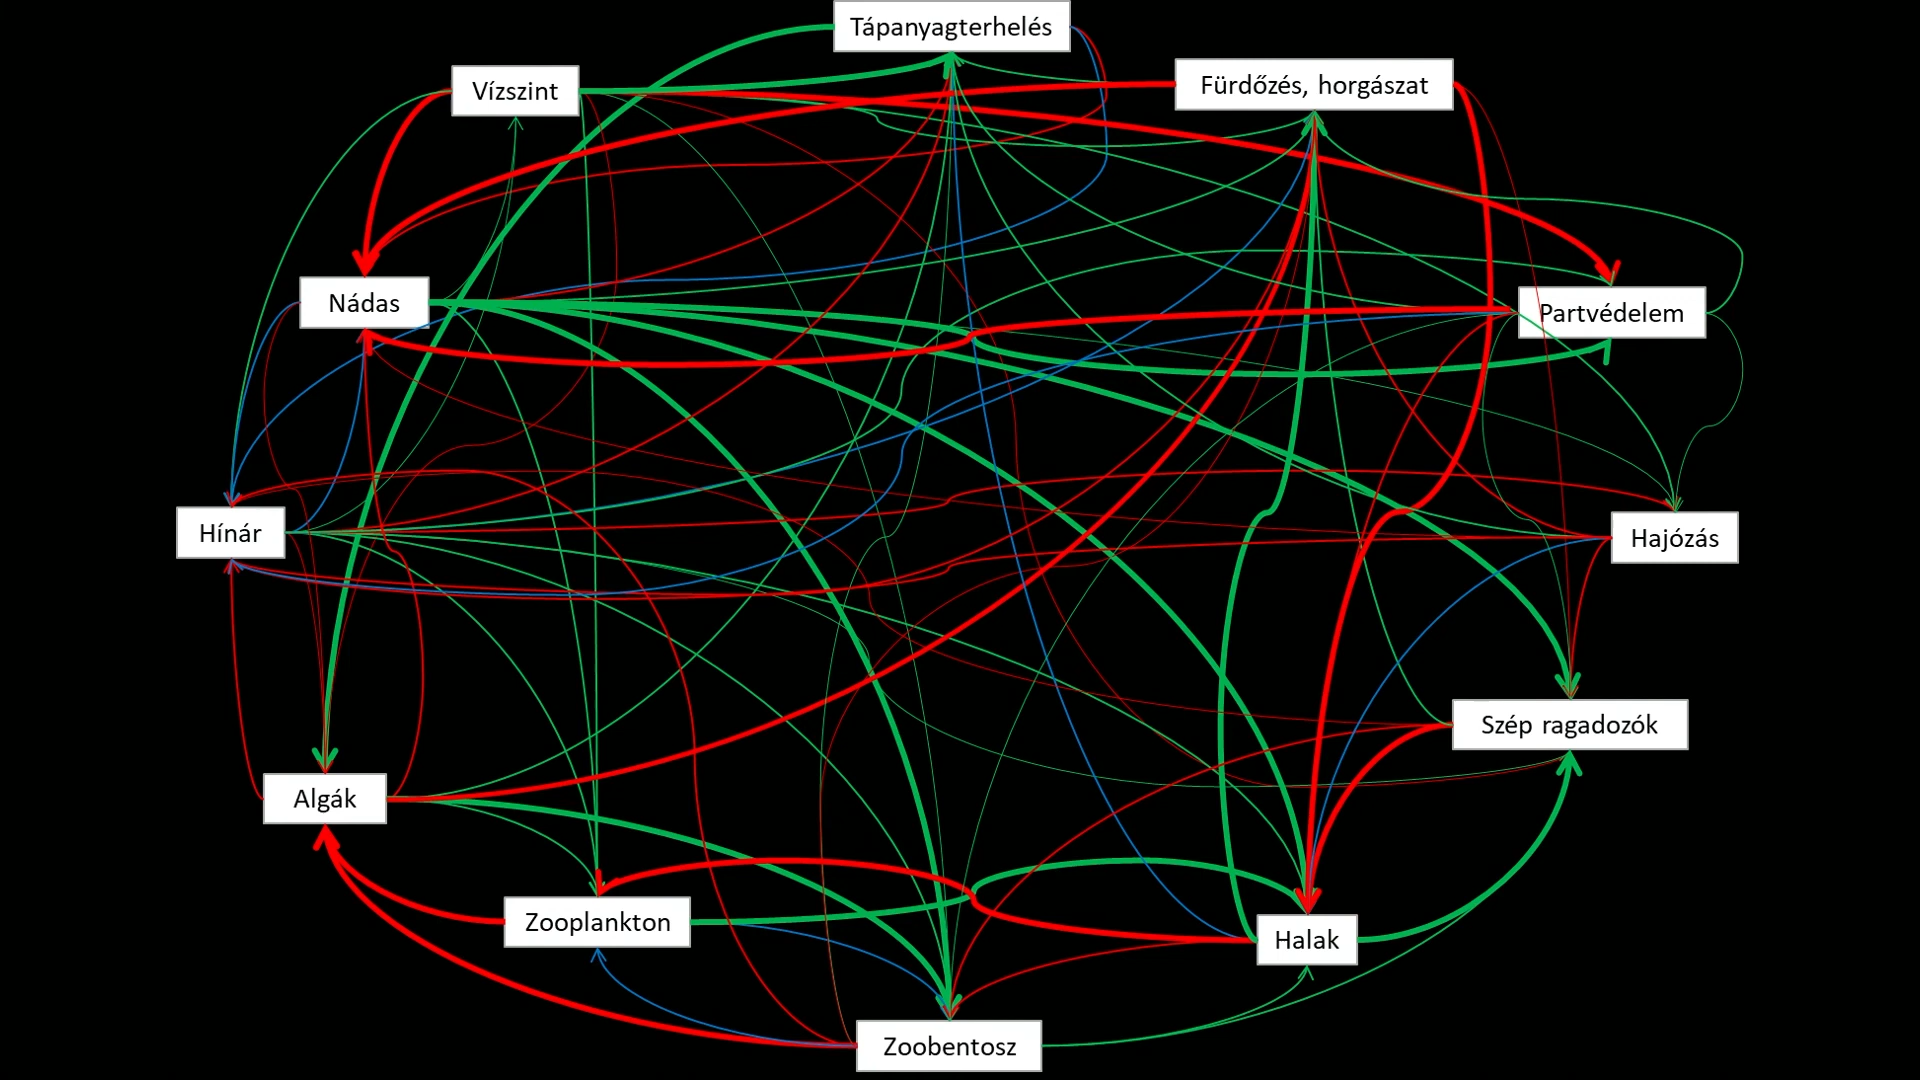 Tápanyagterhelés
Vízszint
Fürdőzés, horgászat
Nádas
Partvédelem
Hínár
Hajózás
Szép ragadozók
Algák
Zooplankton
Halak
Zoobentosz